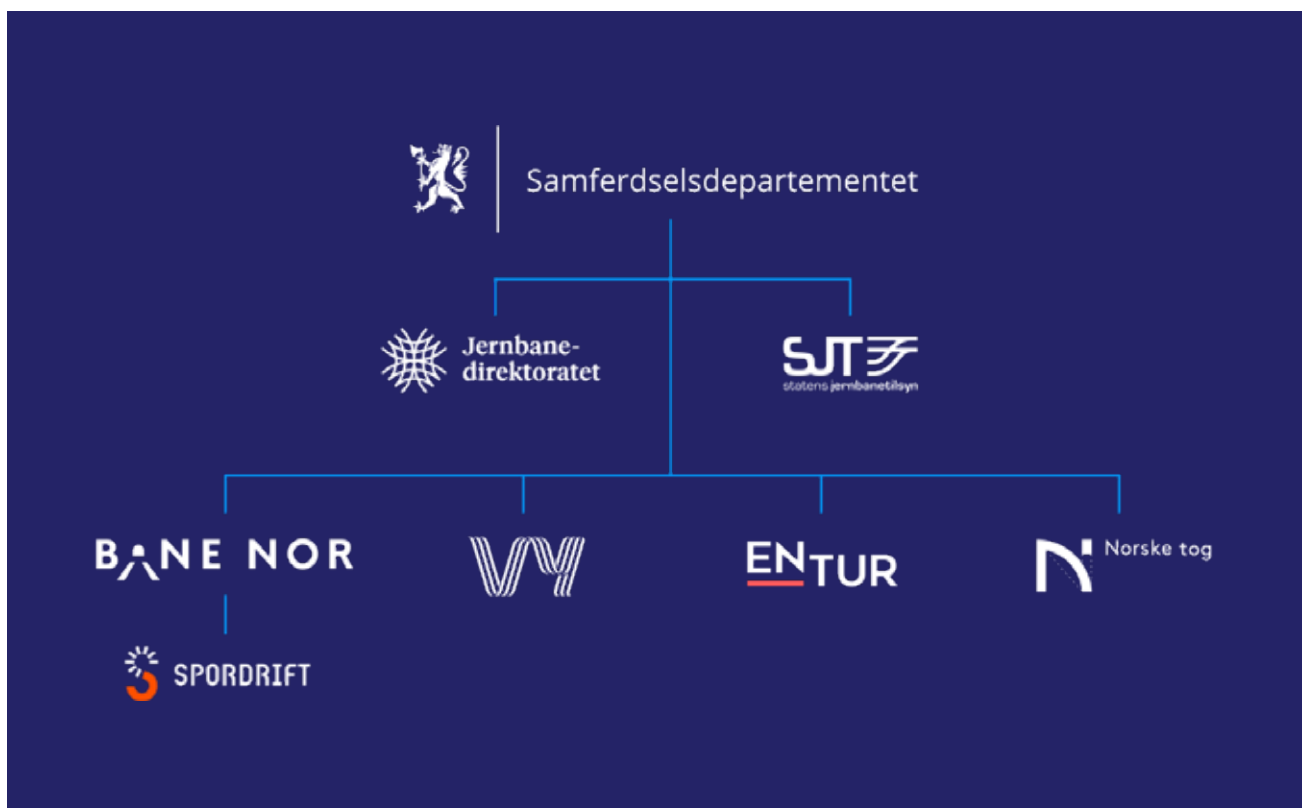 Samferdselsdepartementet
Jernbane-
direktoratet
SJT
statens jernbanetilsyn
BANE NOR
VY
ENTUR
Norske tog
SPORDRIFT